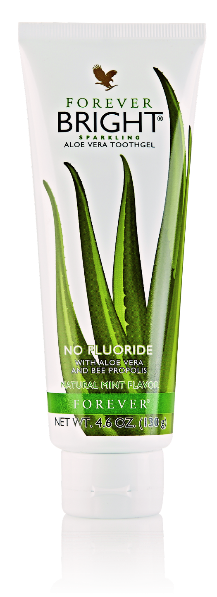 FOREVER
BRIGHT®
SPARKLING
ALOE VERA TOOTHGEL
NO FLUORIDE
WITH ALOE VERA
AND BEE PROPOLIS
NATURAL MINT FLAVOR
FOREVER®
NET WT. 4.6 OZ. (130 g)